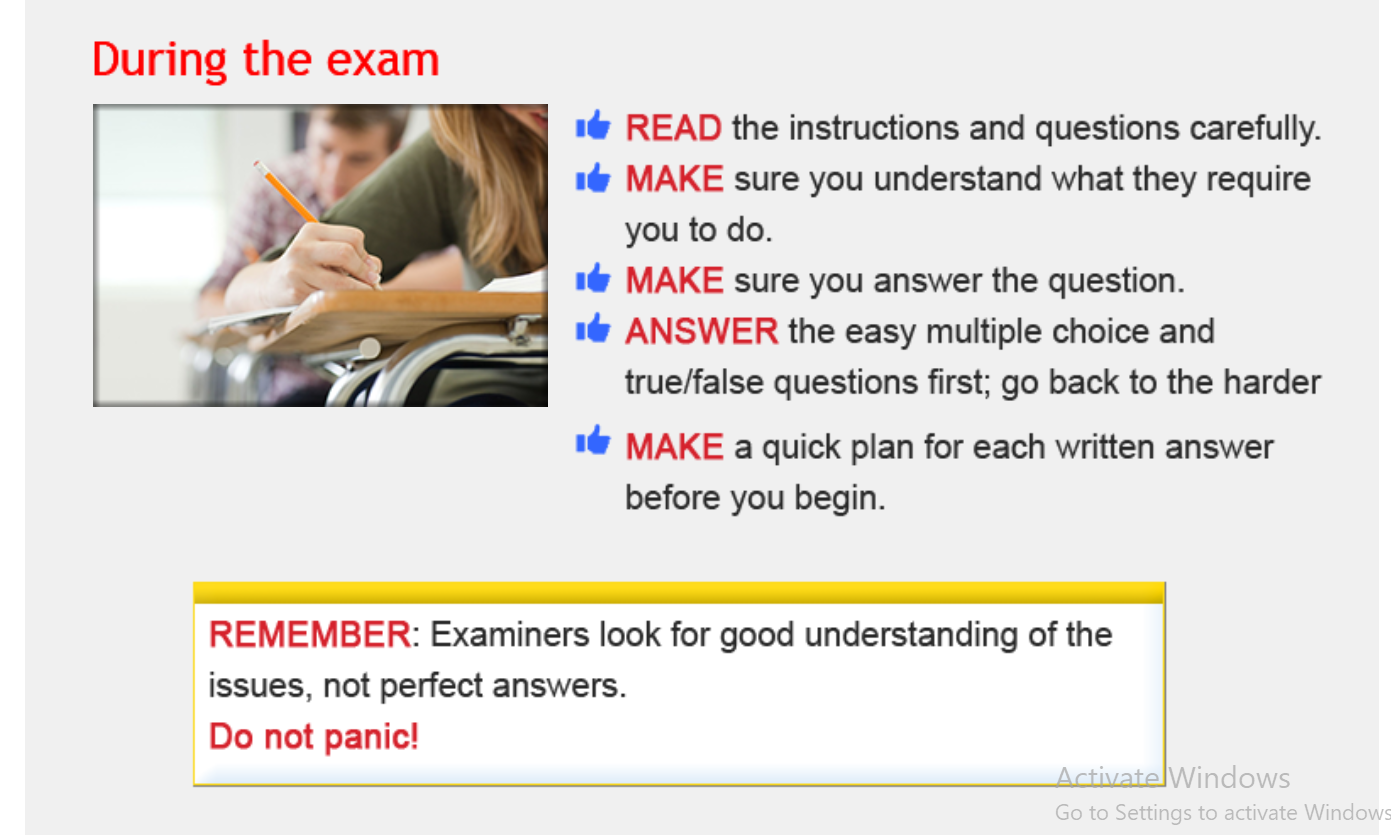 During the exam
READ the instructions and questions carefully.
MAKE sure you understand what they require
you to do.
MAKE sure you answer the question.
ANSWER the easy multiple choice and
true/false questions first; go back to the harder
MAKE a quick plan for each written answer
before you begin.
REMEMBER: Examiners look for good understanding of the
issues, not perfect answers.
Do not panic!
Activate Windows
Go to Settings to activate Windows